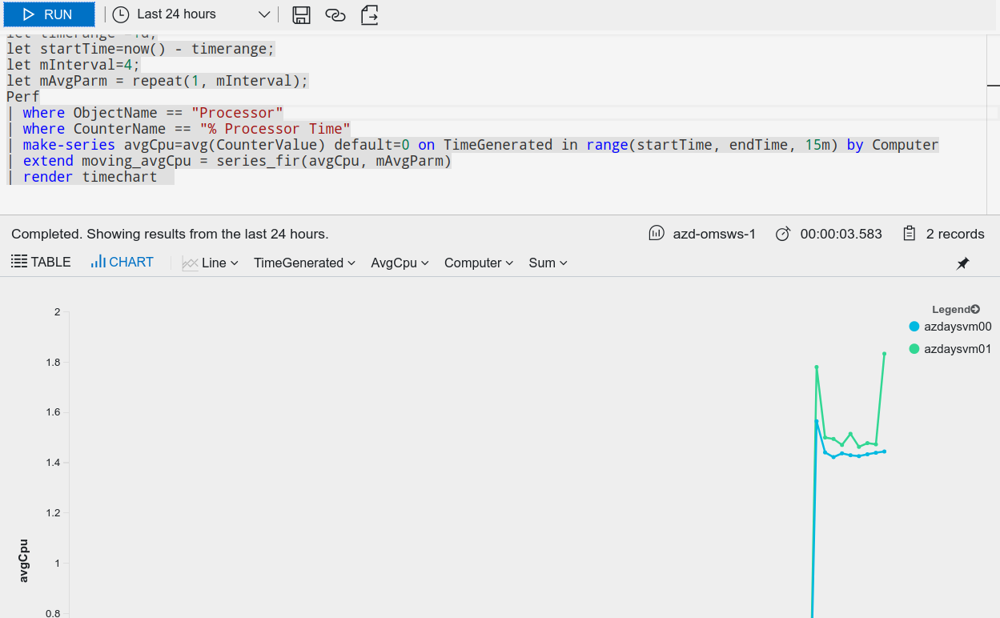 RUN Last 24 hours
let timerange =1d;
let startTime=now() - timerange;
let mInterval=4;
let mAvgParm = repeat(1, mInterval);
Perf
| where ObjectName == "Processor"
| where CounterName == "% Processor Time"
| make-series avgCpu=avg(CounterValue) default=0 on TimeGenerated in range(startTime, endTime, 15m) by Computer
| extend moving_avgCpu = series_fir(avgCpu, mAvgParm)
| render timechart
Completed. Showing results from the last 24 hours. azd-omsws-1 00:00:03.583 2 records
TABLE CHART Line TimeGenerated AvgCpu Computer Sum
Legend
azdaysvm00
azdaysvm01
2
1.8
1.6
1.4
1.2
1
0.8
avgCpu